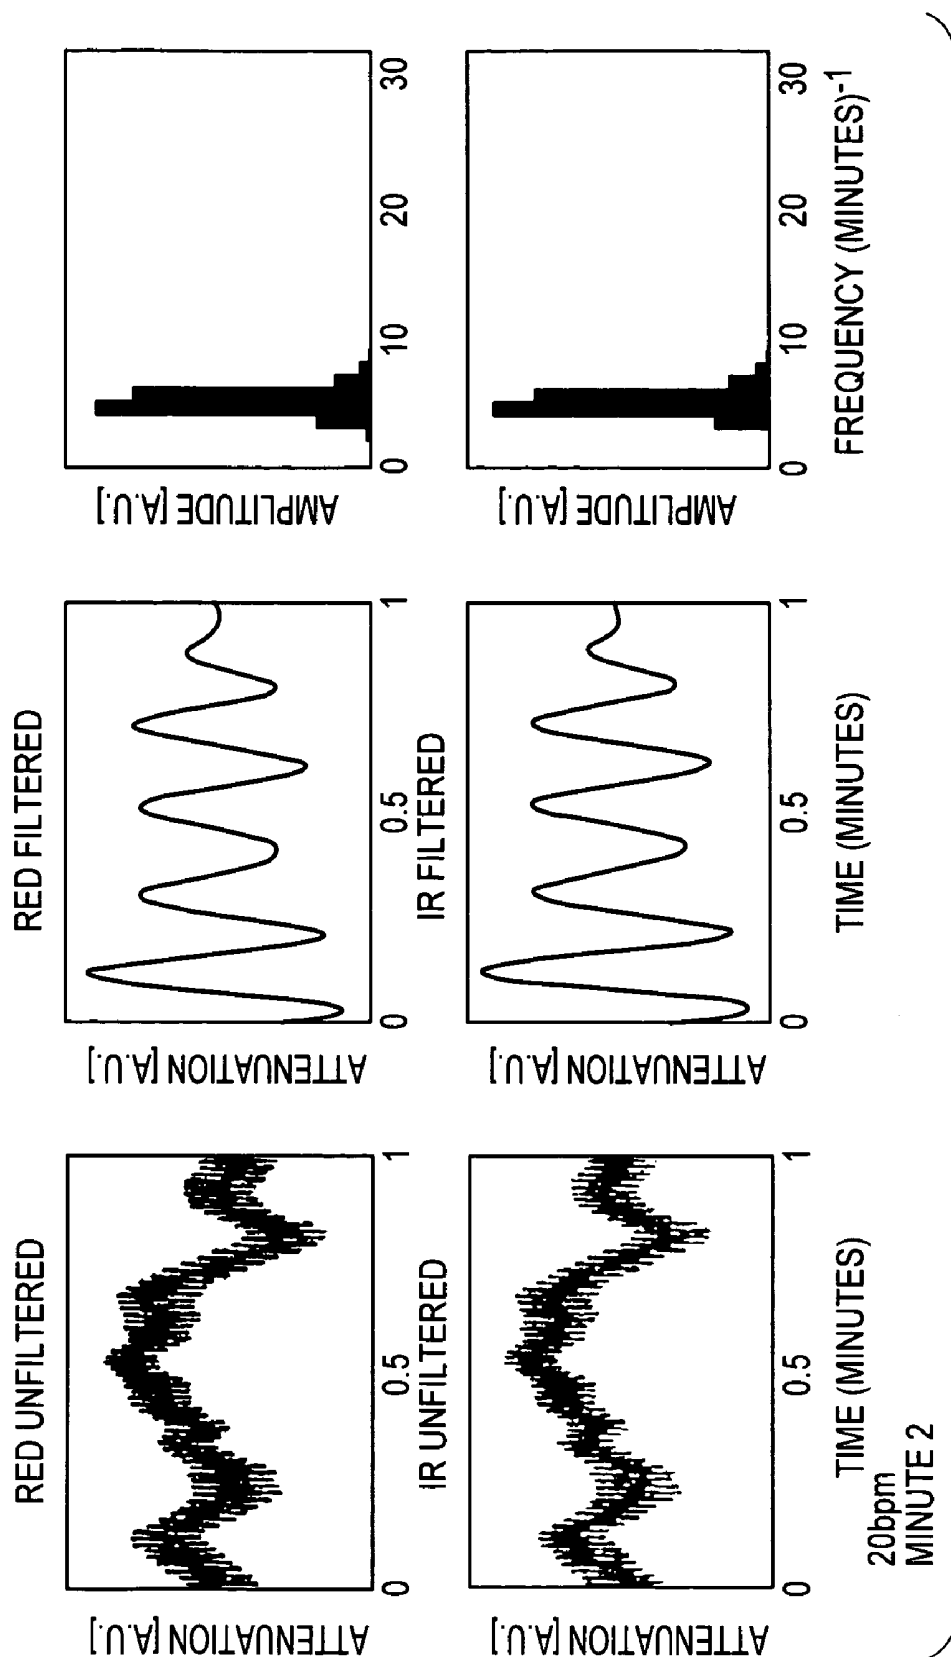 RED UNFILTERED
ATTENUATION [A.U.]
0
0.5
1
RED FILTERED
ATTENUATION [A.U.]
0
0.5
1
AMPLITUDE [A.U.]
0
10
20
30
IR UNFILTERED
ATTENUATION [A.U.]
0
0.5
1
TIME (MINUTES)
IR FILTERED
ATTENUATION [A.U.]
0
0.5
1
TIME (MINUTES)
AMPLITUDE [A.U.]
0
10
20
30
FREQUENCY (MINUTES)-1
20bpm
MINUTE 2